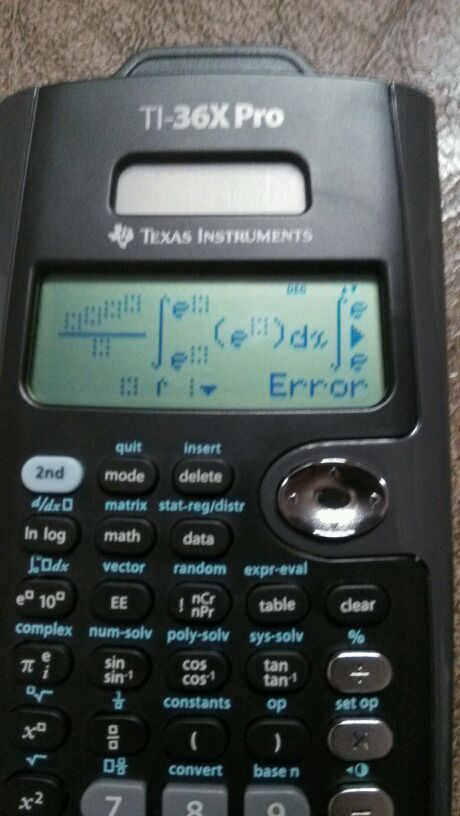 TI-36X Pro
TEXAS INSTRUMENTS
DEG
e□ e
(e□)dx
e□ e
Error
quit insert
2nd mode delete
d/dx□ matrix stat-reg/distr
ln log math data
∫□dx vector random expr-eval
e□ 10□ EE ! nCr nPr table clear
complex num-solv poly-solv sys-solv %
π e i sin sin⁻¹ cos cos⁻¹ tan tan⁻¹ ÷
□√ 1/□ constants op set op
x□ □/□ ( ) ×
√ □□/□ convert base n
x² 7 8 9 −